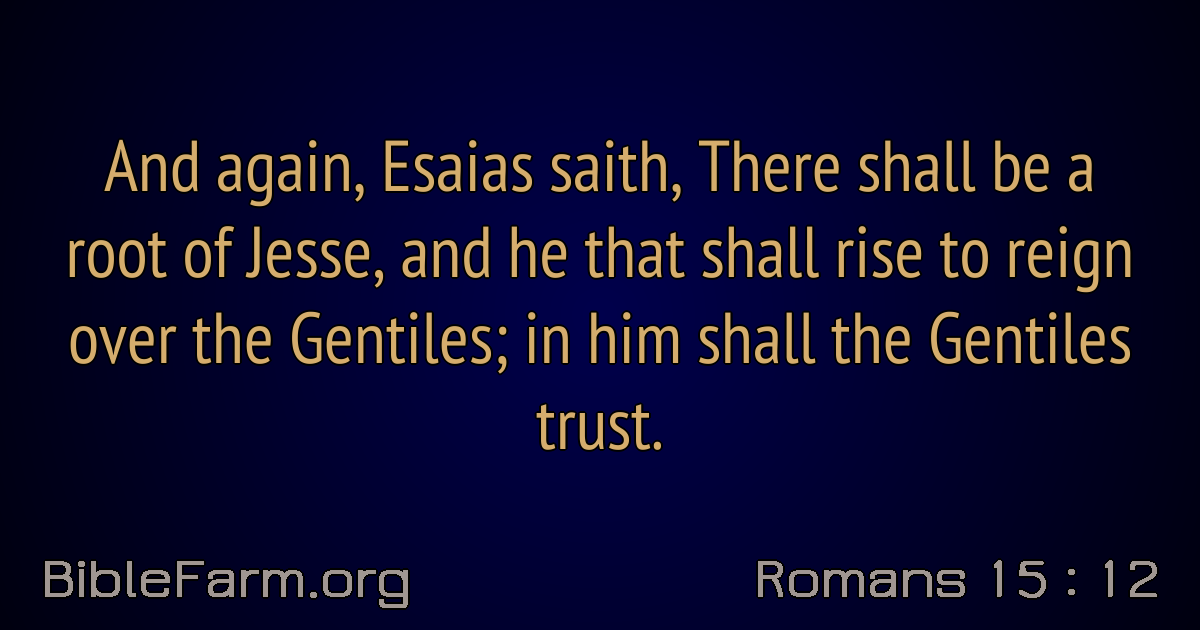 And again, Esaias saith, There shall be a
root of Jesse, and he that shall rise to reign
over the Gentiles; in him shall the Gentiles
trust.
BibleFarm.org
Romans 15 : 12